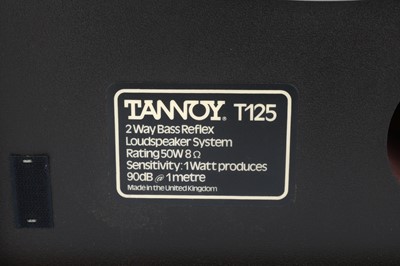 TANNOY® T125
2 Way Bass Reflex
Loudspeaker System
Rating 50W 8 Ω
Sensitivity: 1 Watt produces
90dB @ 1 metre
Made in the United Kingdom